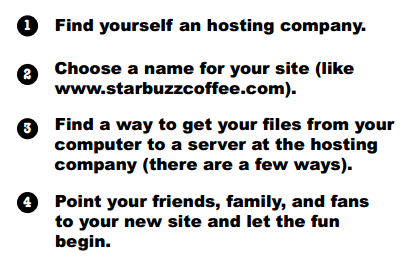 1 Find yourself an hosting company.
2 Choose a name for your site (like
www.starbuzzcoffee.com).
3 Find a way to get your files from your
computer to a server at the hosting
company (there are a few ways).
4 Point your friends, family, and fans
to your new site and let the fun
begin.